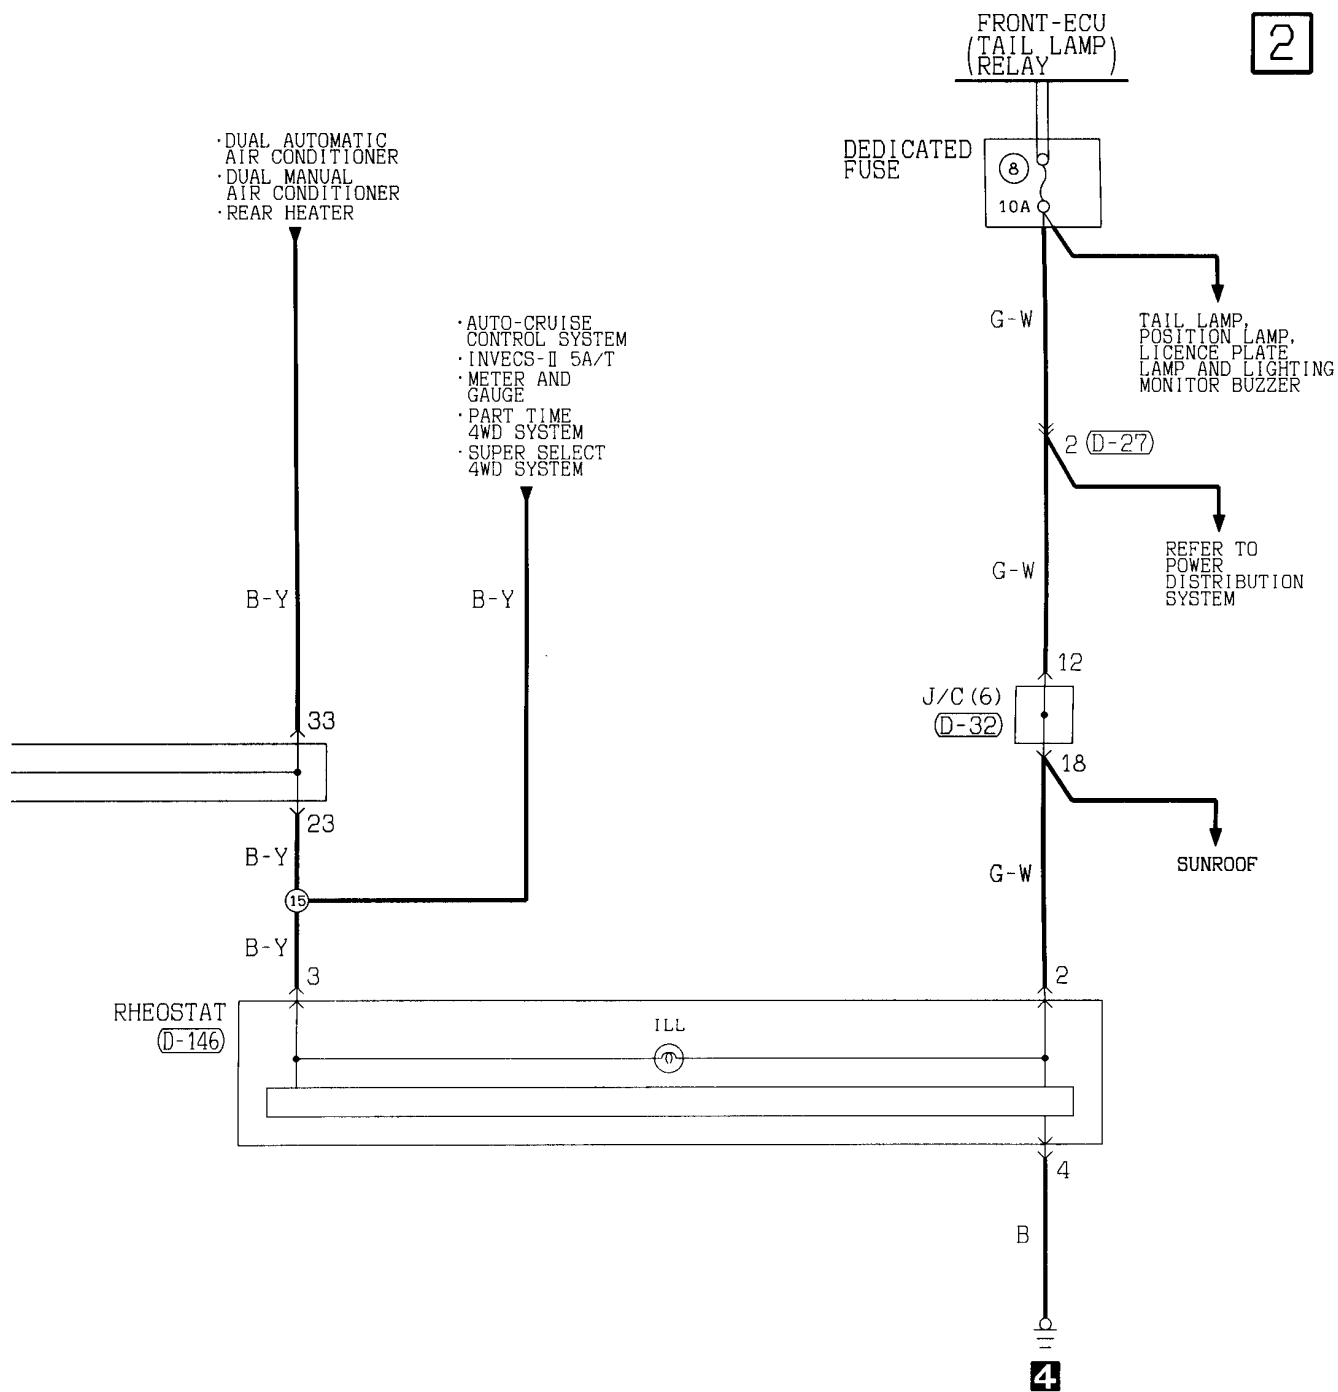 FRONT-ECU
(TAIL LAMP)
RELAY
2
·DUAL AUTOMATIC
AIR CONDITIONER
·DUAL MANUAL
AIR CONDITIONER
·REAR HEATER
DEDICATED
FUSE
8
10A
·AUTO-CRUISE
CONTROL SYSTEM
·INVECS-Ⅱ 5A/T
·METER AND
GAUGE
·PART TIME
4WD SYSTEM
·SUPER SELECT
4WD SYSTEM
G-W
TAIL LAMP,
POSITION LAMP,
LICENCE PLATE
LAMP AND LIGHTING
MONITOR BUZZER
2 (D-27)
REFER TO
POWER
DISTRIBUTION
SYSTEM
G-W
B-Y
B-Y
12
J/C (6)
(D-32)
18
33
23
SUNROOF
B-Y
G-W
15
B-Y
3
2
RHEOSTAT
(D-146)
ILL
4
B
4